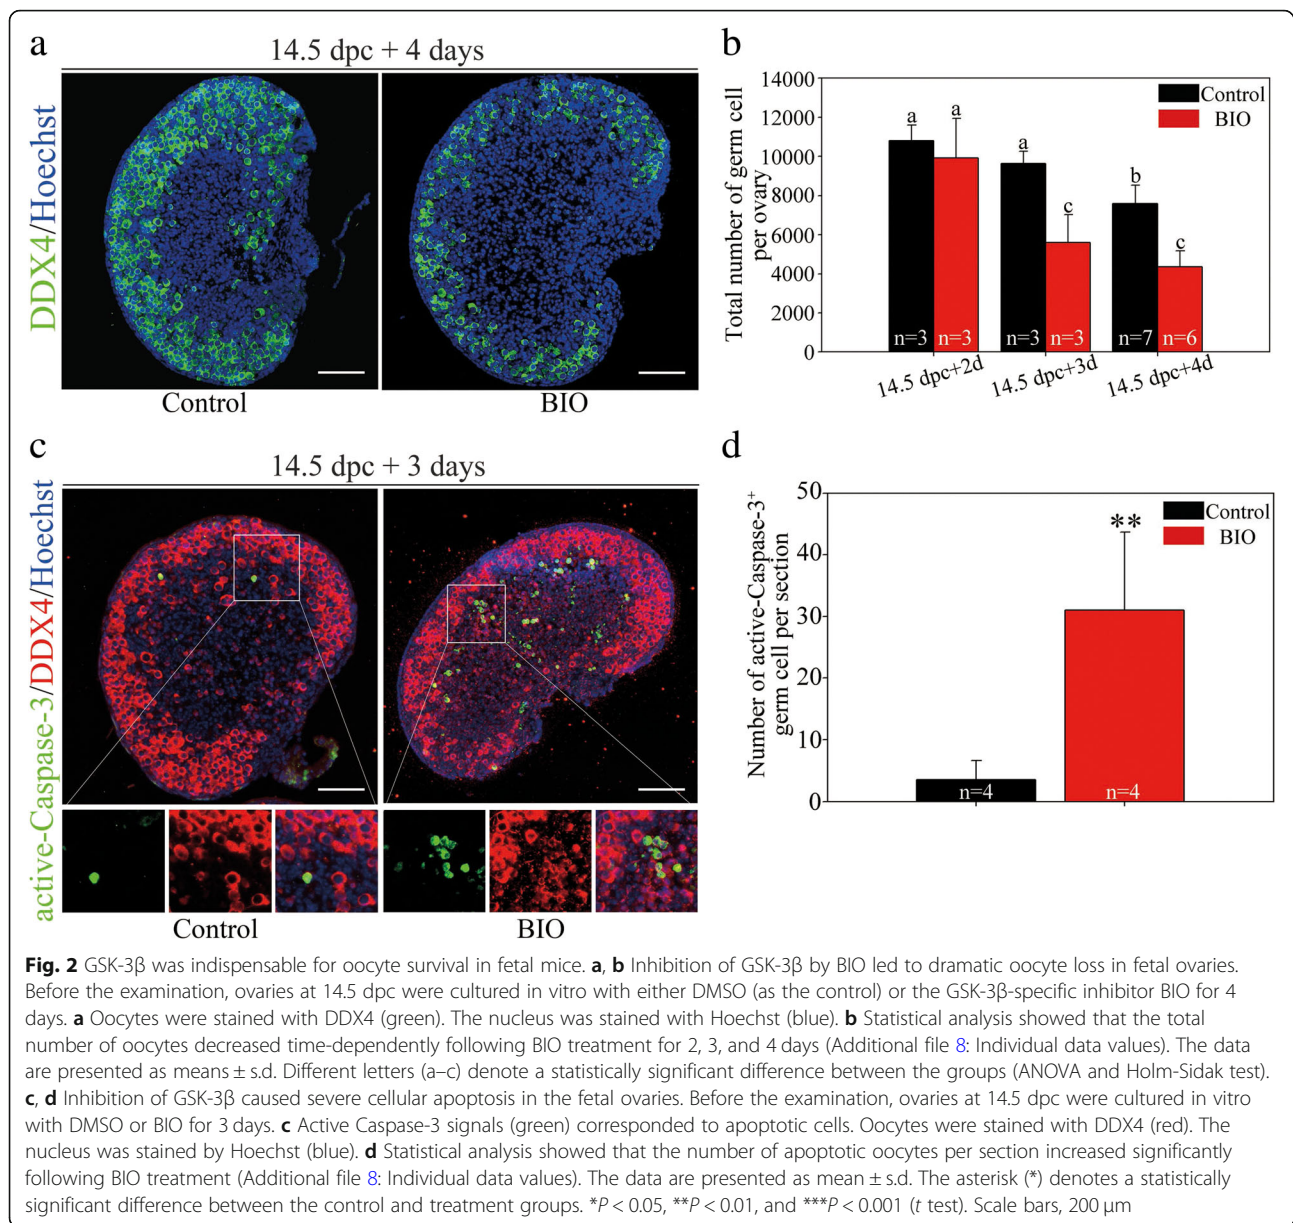 a
14.5 dpc + 4 days
DDX4/Hoechst
Control
BIO
b
Total number of germ cell
per ovary
14000
12000
10000
8000
6000
4000
2000
0
Control
BIO
a
a
a
c
b
c
n=3
n=3
n=3
n=3
n=7
n=6
14.5 dpc+2d
14.5 dpc+3d
14.5 dpc+4d
c
14.5 dpc + 3 days
active-Caspase-3/DDX4/Hoechst
Control
BIO
d
Number of active-Caspase-3⁺
germ cell per section
50
40
30
20
10
0
Control
BIO
**
n=4
n=4
Fig. 2 GSK-3β was indispensable for oocyte survival in fetal mice. a, b Inhibition of GSK-3β by BIO led to dramatic oocyte loss in fetal ovaries.
Before the examination, ovaries at 14.5 dpc were cultured in vitro with either DMSO (as the control) or the GSK-3β-specific inhibitor BIO for 4
days. a Oocytes were stained with DDX4 (green). The nucleus was stained with Hoechst (blue). b Statistical analysis showed that the total
number of oocytes decreased time-dependently following BIO treatment for 2, 3, and 4 days (Additional file 8: Individual data values). The data
are presented as means ± s.d. Different letters (a–c) denote a statistically significant difference between the groups (ANOVA and Holm-Sidak test).
c, d Inhibition of GSK-3β caused severe cellular apoptosis in the fetal ovaries. Before the examination, ovaries at 14.5 dpc were cultured in vitro
with DMSO or BIO for 3 days. c Active Caspase-3 signals (green) corresponded to apoptotic cells. Oocytes were stained with DDX4 (red). The
nucleus was stained by Hoechst (blue). d Statistical analysis showed that the number of apoptotic oocytes per section increased significantly
following BIO treatment (Additional file 8: Individual data values). The data are presented as mean ± s.d. The asterisk (*) denotes a statistically
significant difference between the control and treatment groups. *P < 0.05, **P < 0.01, and ***P < 0.001 (t test). Scale bars, 200 μm